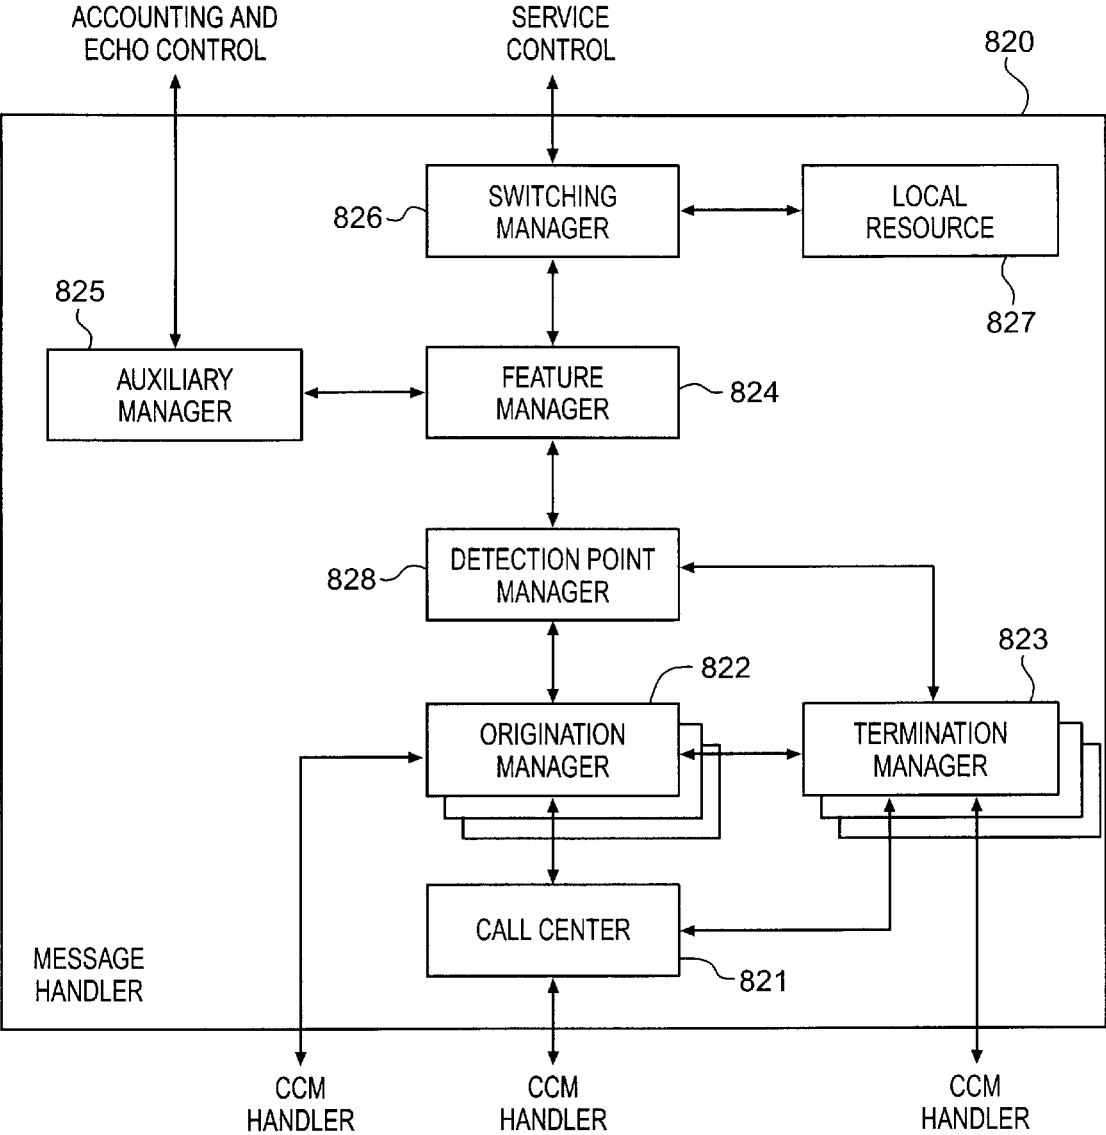 ACCOUNTING AND
ECHO CONTROL
SERVICE
CONTROL
820
SWITCHING
MANAGER
826
LOCAL
RESOURCE
827
825
AUXILIARY
MANAGER
FEATURE
MANAGER
824
DETECTION POINT
MANAGER
828
822
823
ORIGINATION
MANAGER
TERMINATION
MANAGER
CALL CENTER
821
MESSAGE
HANDLER
CCM
HANDLER
CCM
HANDLER
CCM
HANDLER